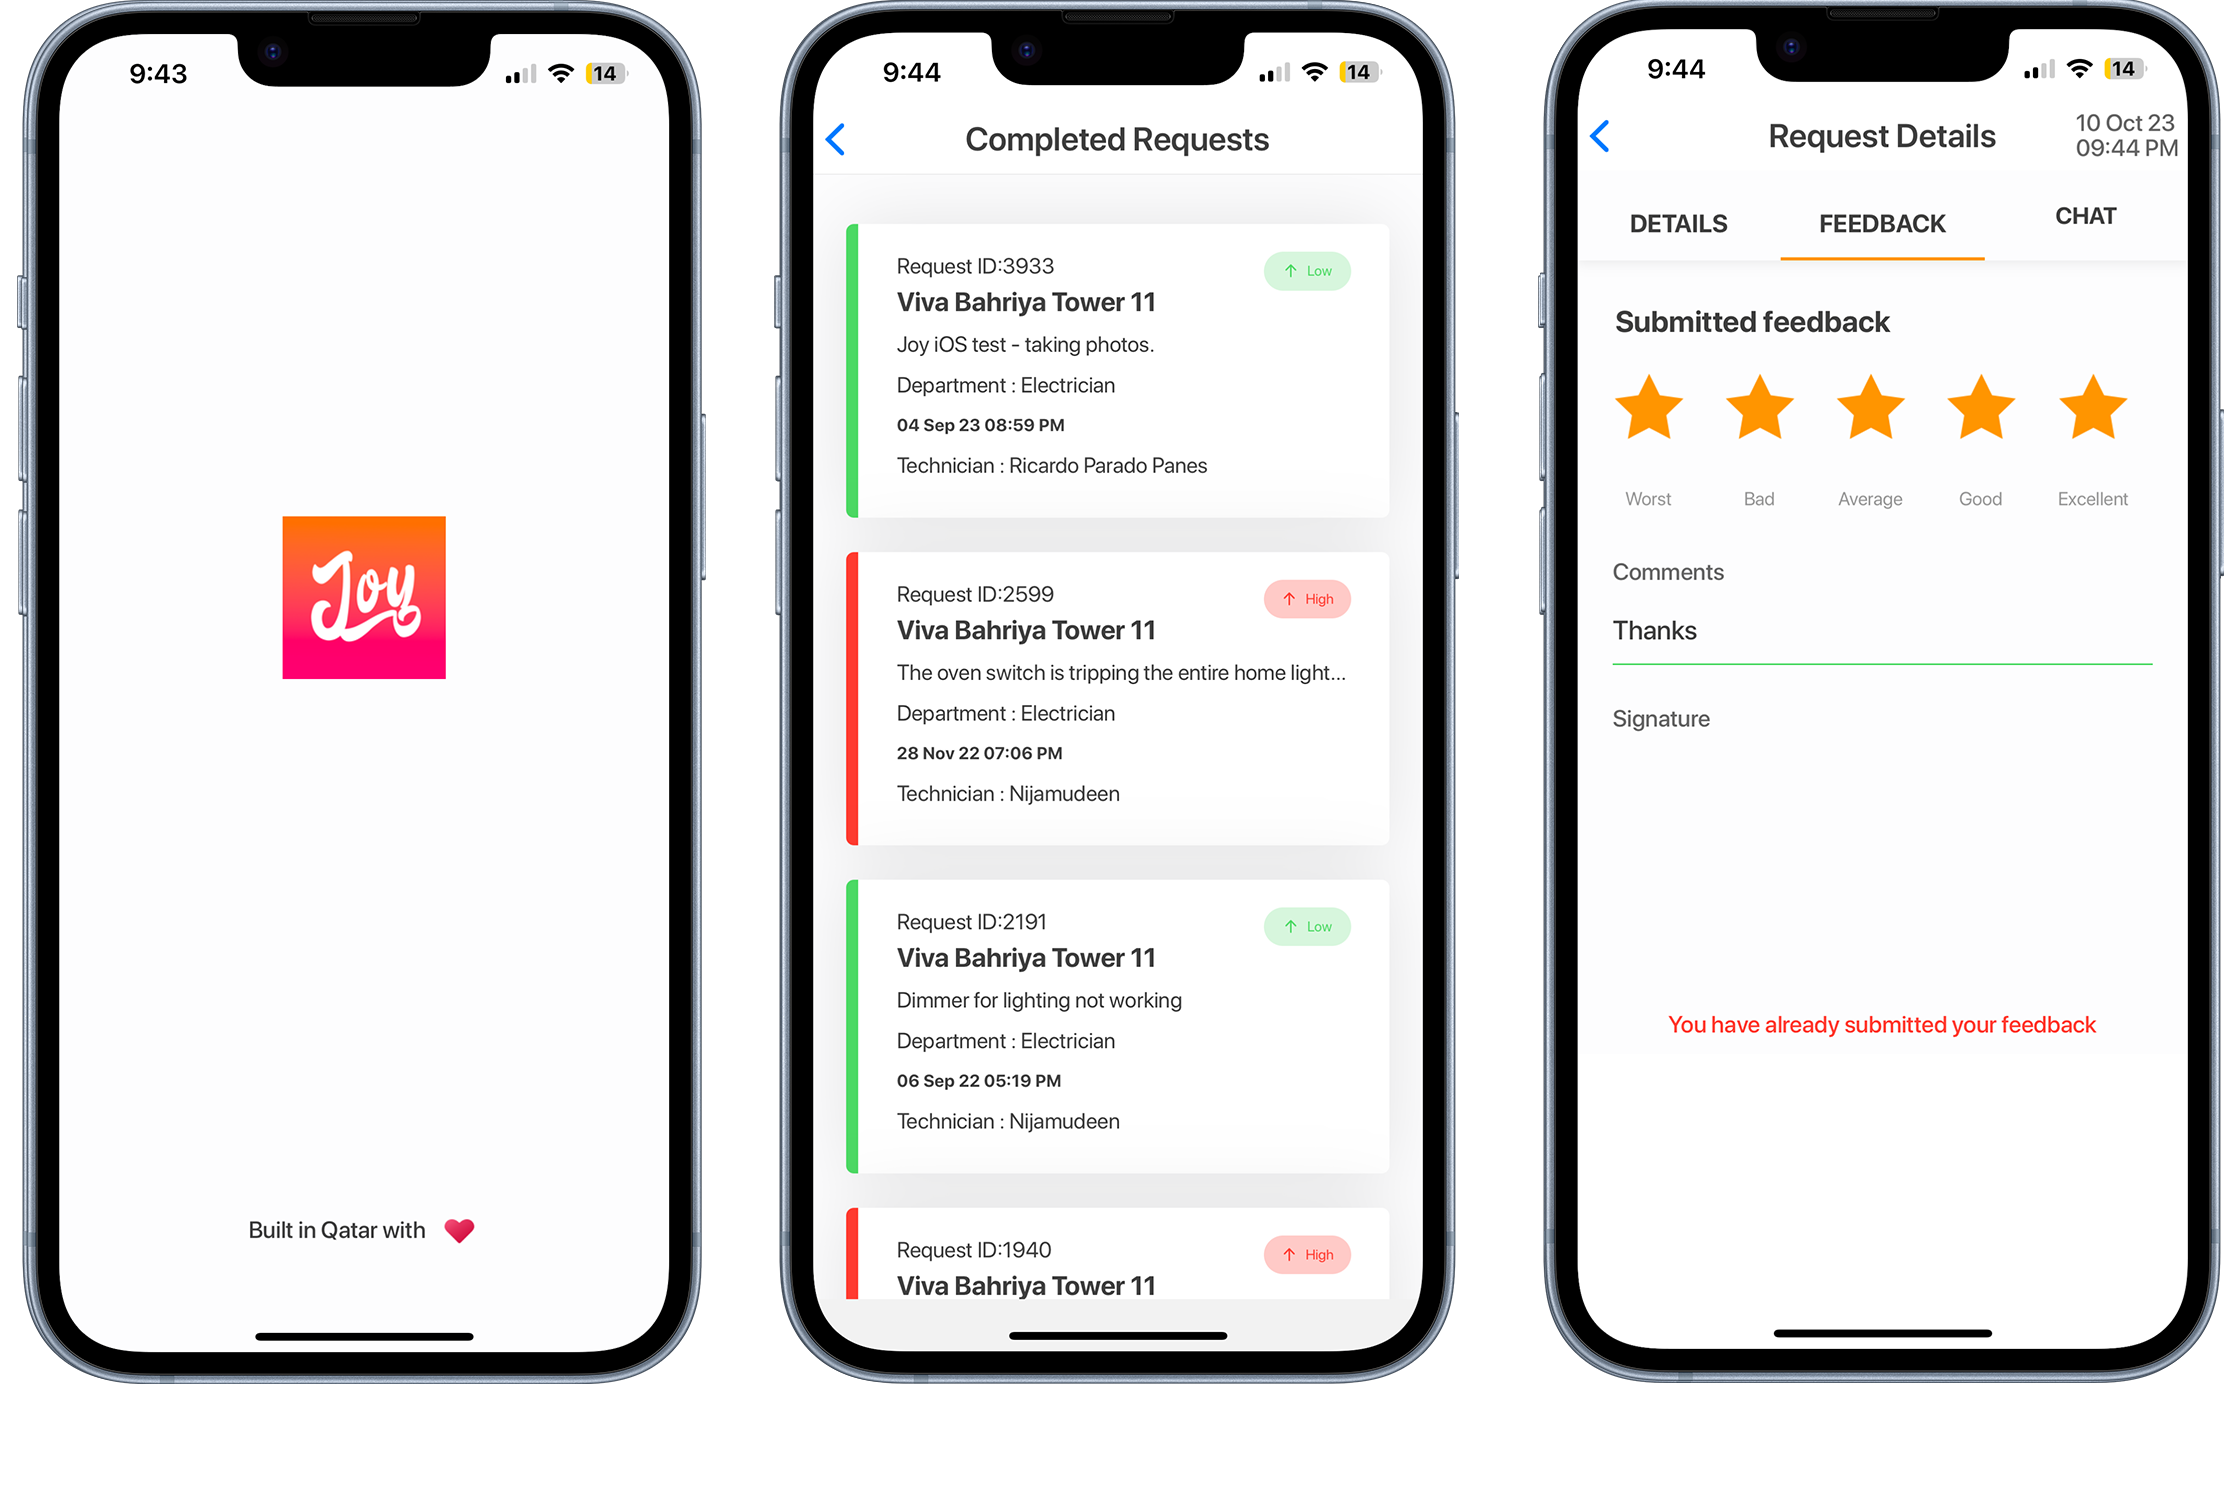 9:43
14
Joy
Built in Qatar with
9:44
14
Completed Requests
Request ID:3933
Low
Viva Bahriya Tower 11
Joy iOS test - taking photos.
Department : Electrician
04 Sep 23 08:59 PM
Technician : Ricardo Parado Panes
Request ID:2599
High
Viva Bahriya Tower 11
The oven switch is tripping the entire home light...
Department : Electrician
28 Nov 22 07:06 PM
Technician : Nijamudeen
Request ID:2191
Low
Viva Bahriya Tower 11
Dimmer for lighting not working
Department : Electrician
06 Sep 22 05:19 PM
Technician : Nijamudeen
Request ID:1940
High
Viva Bahriya Tower 11
9:44
14
Request Details
10 Oct 23
09:44 PM
DETAILS
FEEDBACK
CHAT
Submitted feedback
Worst
Bad
Average
Good
Excellent
Comments
Thanks
Signature
You have already submitted your feedback